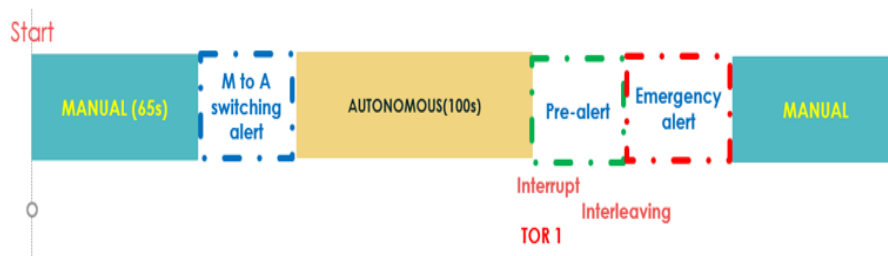 Start
MANUAL (65s)
M to A
switching
alert
AUTONOMOUS(100s)
Pre-alert
Emergency
alert
MANUAL
Interrupt
Interleaving
TOR 1